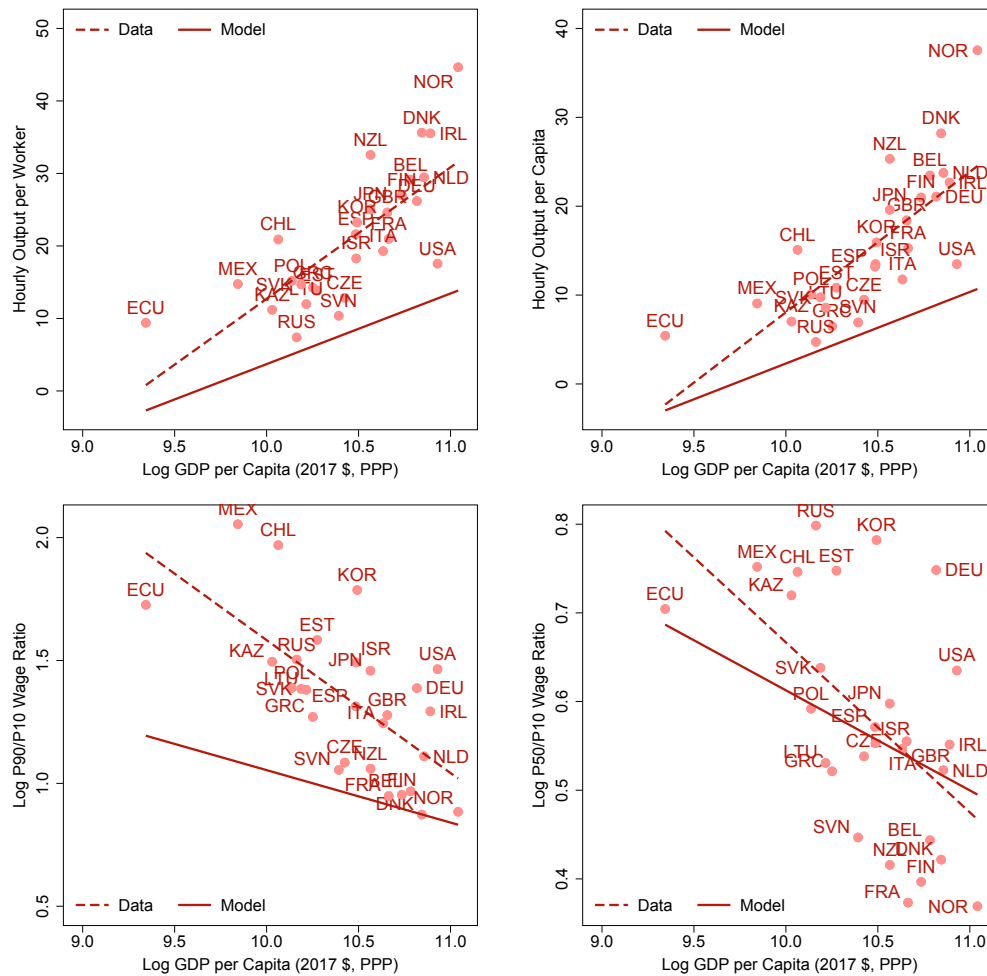 Hourly Output per Worker
50
40
30
20
10
0
Data Model
NOR
DNK
IRL
NZL
BEL
FIN
NLD
DEU
JPN
GBR
KOR
ESP
FRA
CHL
ITA
ISR
USA
MEX
POL
GRC
EST
SVK
LTU
CZE
KAZ
SVN
ECU
RUS
9.0 10.0 10.5 11.0
Log GDP per Capita (2017 $, PPP)
Hourly Output per Capita
40
30
20
10
0
Data Model
NOR
DNK
NZL
BEL
NLD
FIN
IRL
JPN
DEU
GBR
KOR
FRA
CHL
ESP
ISR
ITA
USA
POL
EST
MEX
SVK
LTU
CZE
KAZ
GRC
SVN
ECU
RUS
9.0 10.0 10.5 11.0
Log GDP per Capita (2017 $, PPP)
Log P90/P10 Wage Ratio
2.0
1.5
1.0
0.5
MEX
CHL
KOR
ECU
EST
RUS
KAZ
JPN
ISR
USA
POL
LTU
SVK
ESP
DEU
GRC
ITA
GBR
IRL
SVN
CZE
NZL
NLD
FRA
BEL
FIN
DNK
NOR
Data Model
9.0 10.0 10.5 11.0
Log GDP per Capita (2017 $, PPP)
Log P50/P10 Wage Ratio
0.8
0.7
0.6
0.5
0.4
RUS
KOR
MEX
CHL
EST
DEU
KAZ
ECU
SVK
USA
POL
JPN
ESP
ISR
LTU
GRC
CZE
ITA
GBR
IRL
NLD
SVN
BEL
NZL
DNK
FIN
FRA
NOR
Data Model
9.0 10.0 10.5 11.0
Log GDP per Capita (2017 $, PPP)